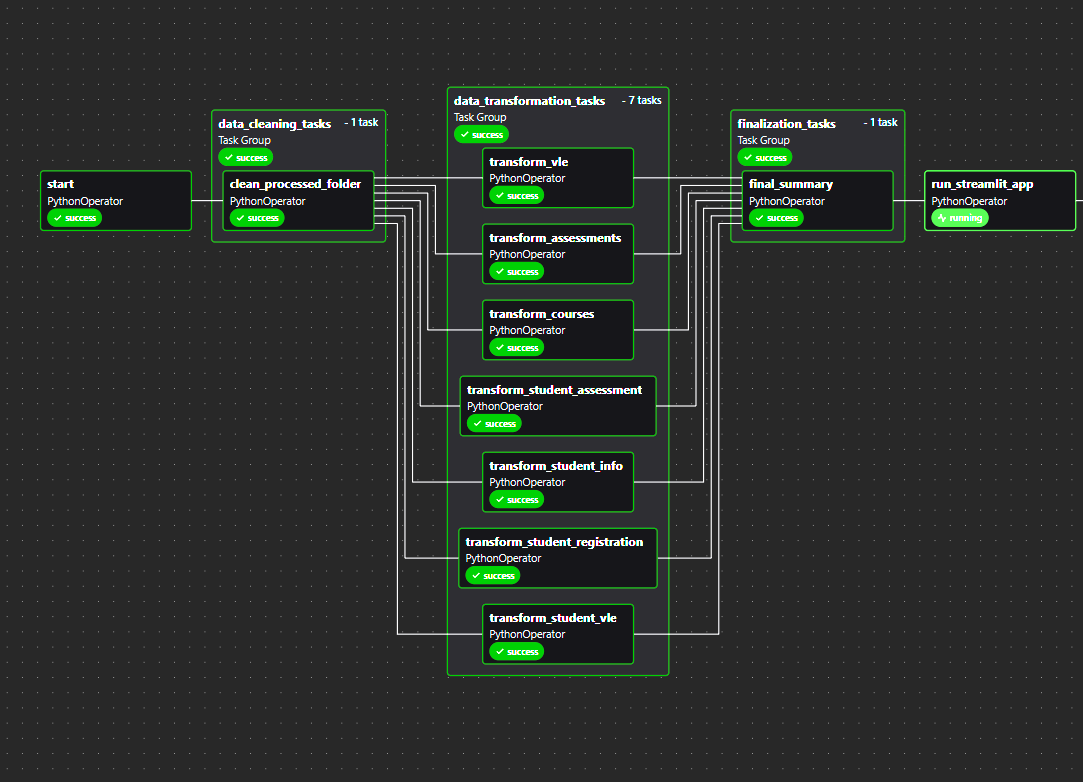 start
PythonOperator
success
data_cleaning_tasks - 1 task
Task Group
success
clean_processed_folder
PythonOperator
success
data_transformation_tasks - 7 tasks
Task Group
success
transform_vle
PythonOperator
success
transform_assessments
PythonOperator
success
transform_courses
PythonOperator
success
transform_student_assessment
PythonOperator
success
transform_student_info
PythonOperator
success
transform_student_registration
PythonOperator
success
transform_student_vle
PythonOperator
success
finalization_tasks - 1 task
Task Group
success
final_summary
PythonOperator
success
run_streamlit_app
PythonOperator
running